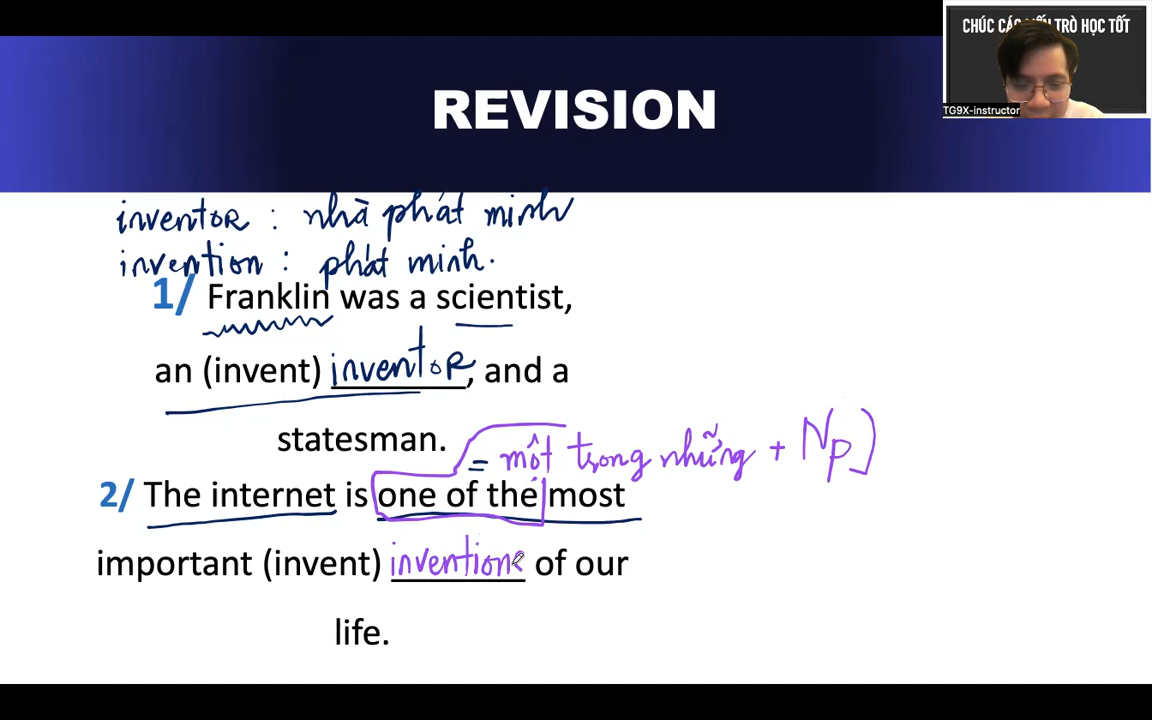 CHÚC CÁC MỐI TRÒ HỌC TỐT
TG9X-instructor
REVISION
inventor : nhà phát minh
invention : phát minh.
1/ Franklin was a scientist,
an (invent) inventor, and a
statesman.
= một trong những + Np]
2/ The internet is one of the most
important (invent) inventions of our
life.